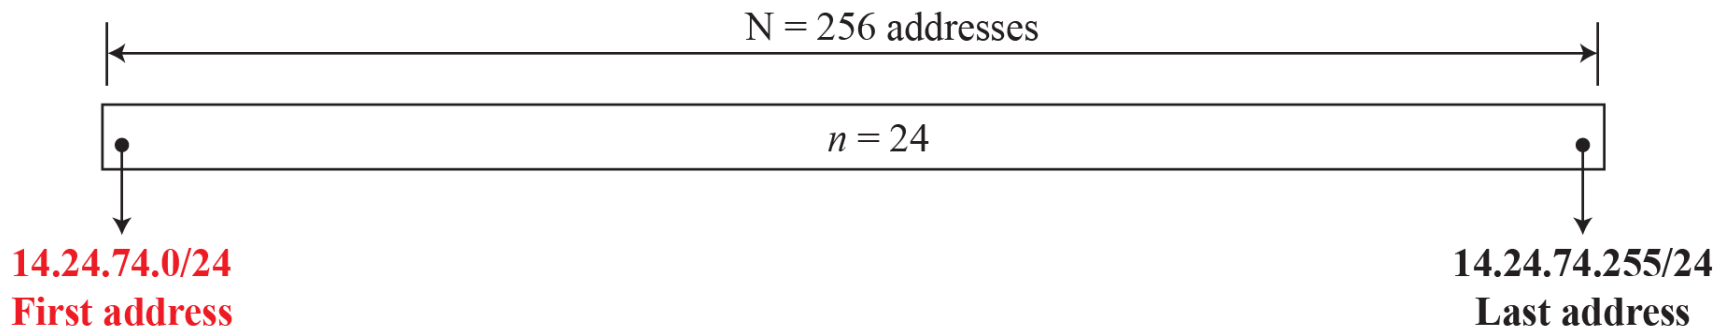 N = 256 addresses
n = 24
14.24.74.0/24
First address
14.24.74.255/24
Last address